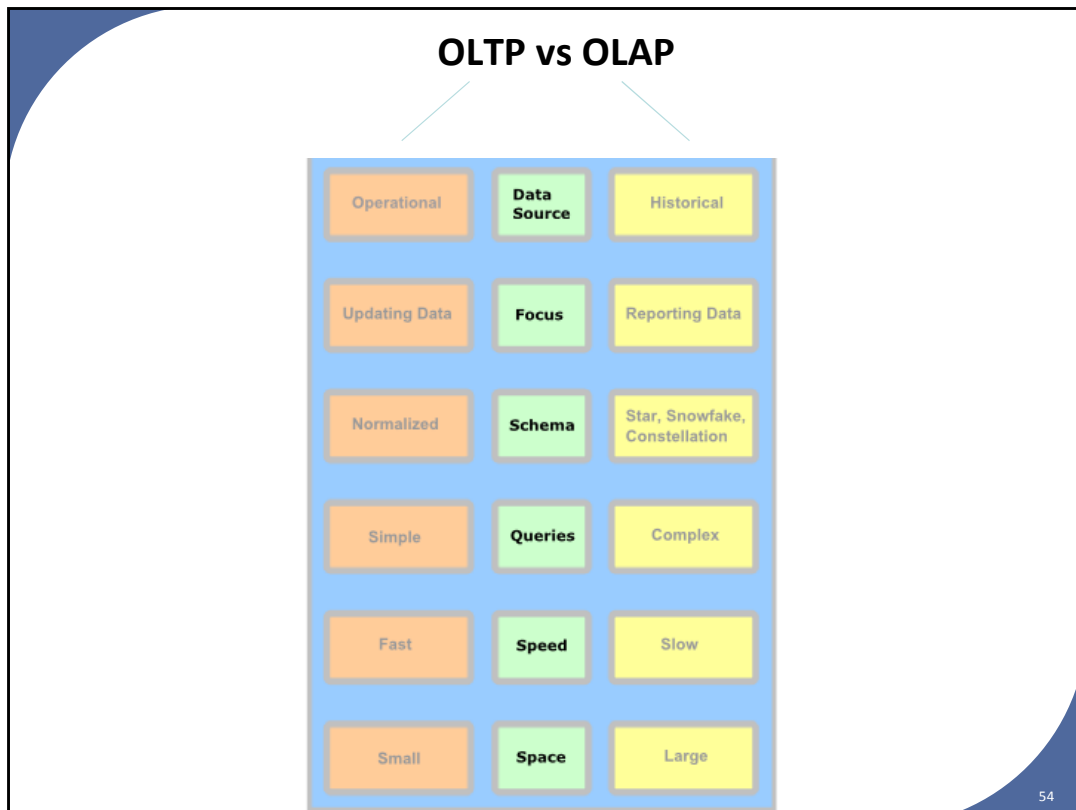 OLTP vs OLAP
Operational
Data
Source
Historical
Updating Data
Focus
Reporting Data
Normalized
Schema
Star, Snowfake,
Constellation
Simple
Queries
Complex
Fast
Speed
Slow
Small
Space
Large
54